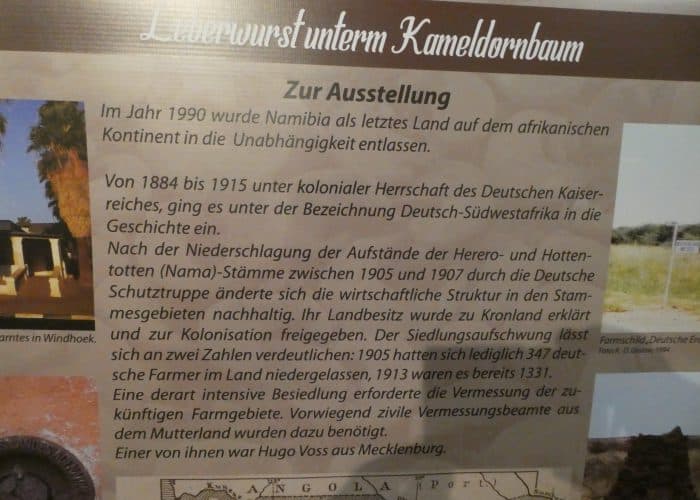 Leberwurst unterm Kameldornbaum
Zur Ausstellung
Im Jahr 1990 wurde Namibia als letztes Land auf dem afrikanischen
Kontinent in die Unabhängigkeit entlassen.
Von 1884 bis 1915 unter kolonialer Herrschaft des Deutschen Kaiser-
reiches, ging es unter der Bezeichnung Deutsch-Südwestafrika in die
Geschichte ein.
Nach der Niederschlagung der Aufstände der Herero- und Hotten-
totten (Nama)-Stämme zwischen 1905 und 1907 durch die Deutsche
Schutztruppe änderte sich die wirtschaftliche Struktur in den Stam-
mesgebieten nachhaltig. Ihr Landbesitz wurde zu Kronland erklärt
und zur Kolonisation freigegeben. Der Siedlungsaufschwung lässt
sich an zwei Zahlen verdeutlichen: 1905 hatten sich lediglich 347 deut-
sche Farmer im Land niedergelassen, 1913 waren es bereits 1331.
Eine derart intensive Besiedlung erforderte die Vermessung der zu-
künftigen Farmgebiete. Vorwiegend zivile Vermessungsbeamte aus
dem Mutterland wurden dazu benötigt.
Einer von ihnen war Hugo Voss aus Mecklenburg.
amtes in Windhoek.
Farmschild „Deutsche Er
ANGOLA (Port.)